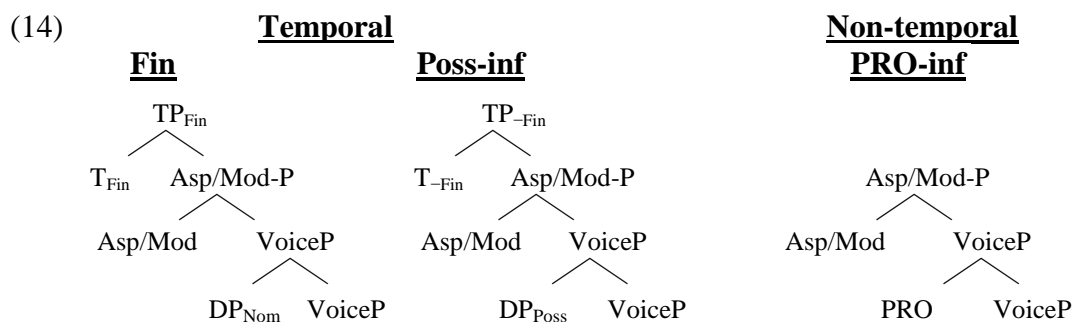 (14) Temporal Non-temporal
Fin Poss-inf PRO-inf
TPFin TP–Fin
TFin Asp/Mod-P T–Fin Asp/Mod-P Asp/Mod-P
Asp/Mod VoiceP Asp/Mod VoiceP Asp/Mod VoiceP
DPNom VoiceP DPPoss VoiceP PRO VoiceP